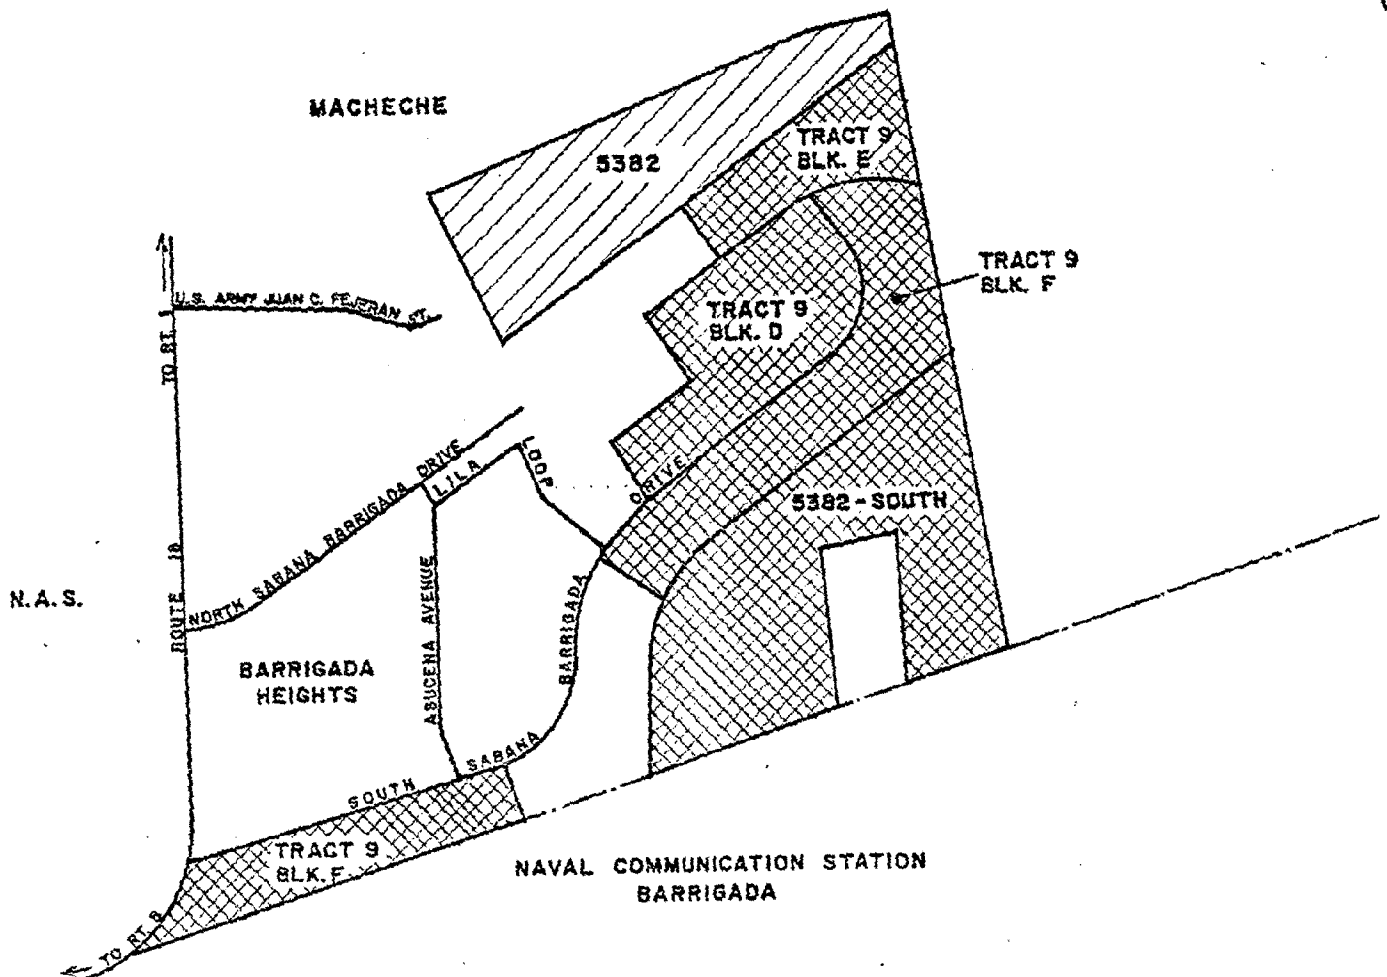 MACHECHE
5382
TRACT 9
BLK. E
TRACT 9
BLK. F
U.S. ARMY JUAN C. FEJERAN ST.
TO RT. 1
TRACT 9
BLK. D
NORTH SABANA BARRIGADA DRIVE
LILA LOOP
5382-SOUTH
N.A.S.
ROUTE
BARRIGADA
HEIGHTS
ASUCENA AVENUE
SOUTH SABANA BARRIGADA DRIVE
TRACT 9
BLK. F
NAVAL COMMUNICATION STATION
BARRIGADA
TO RT. 8